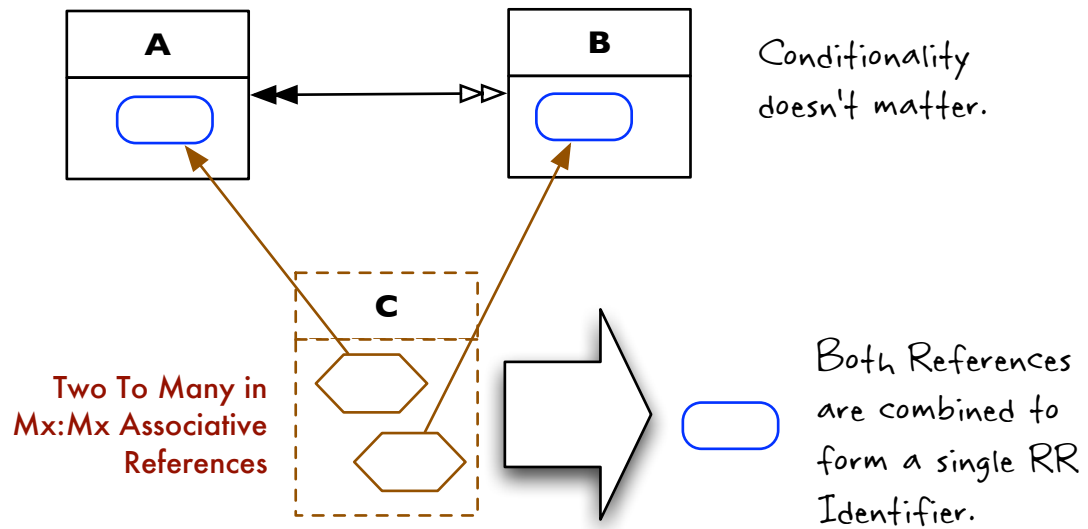 A
B
Conditionality
doesn't matter.
C
Two To Many in
Mx:Mx Associative
References
Both References
are combined to
form a single RR
Identifier.